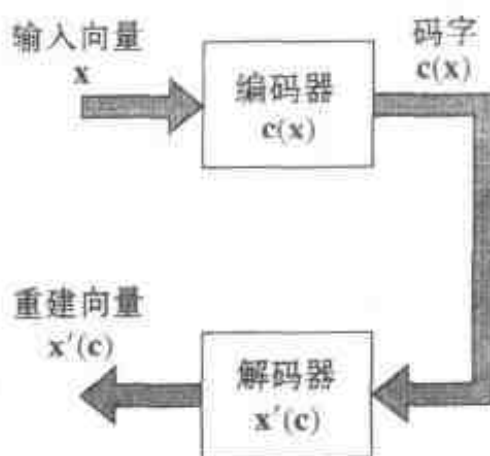 输入向量
x
编码器
c(x)
码字
c(x)
重建向量
x′(c)
解码器
x′(c)